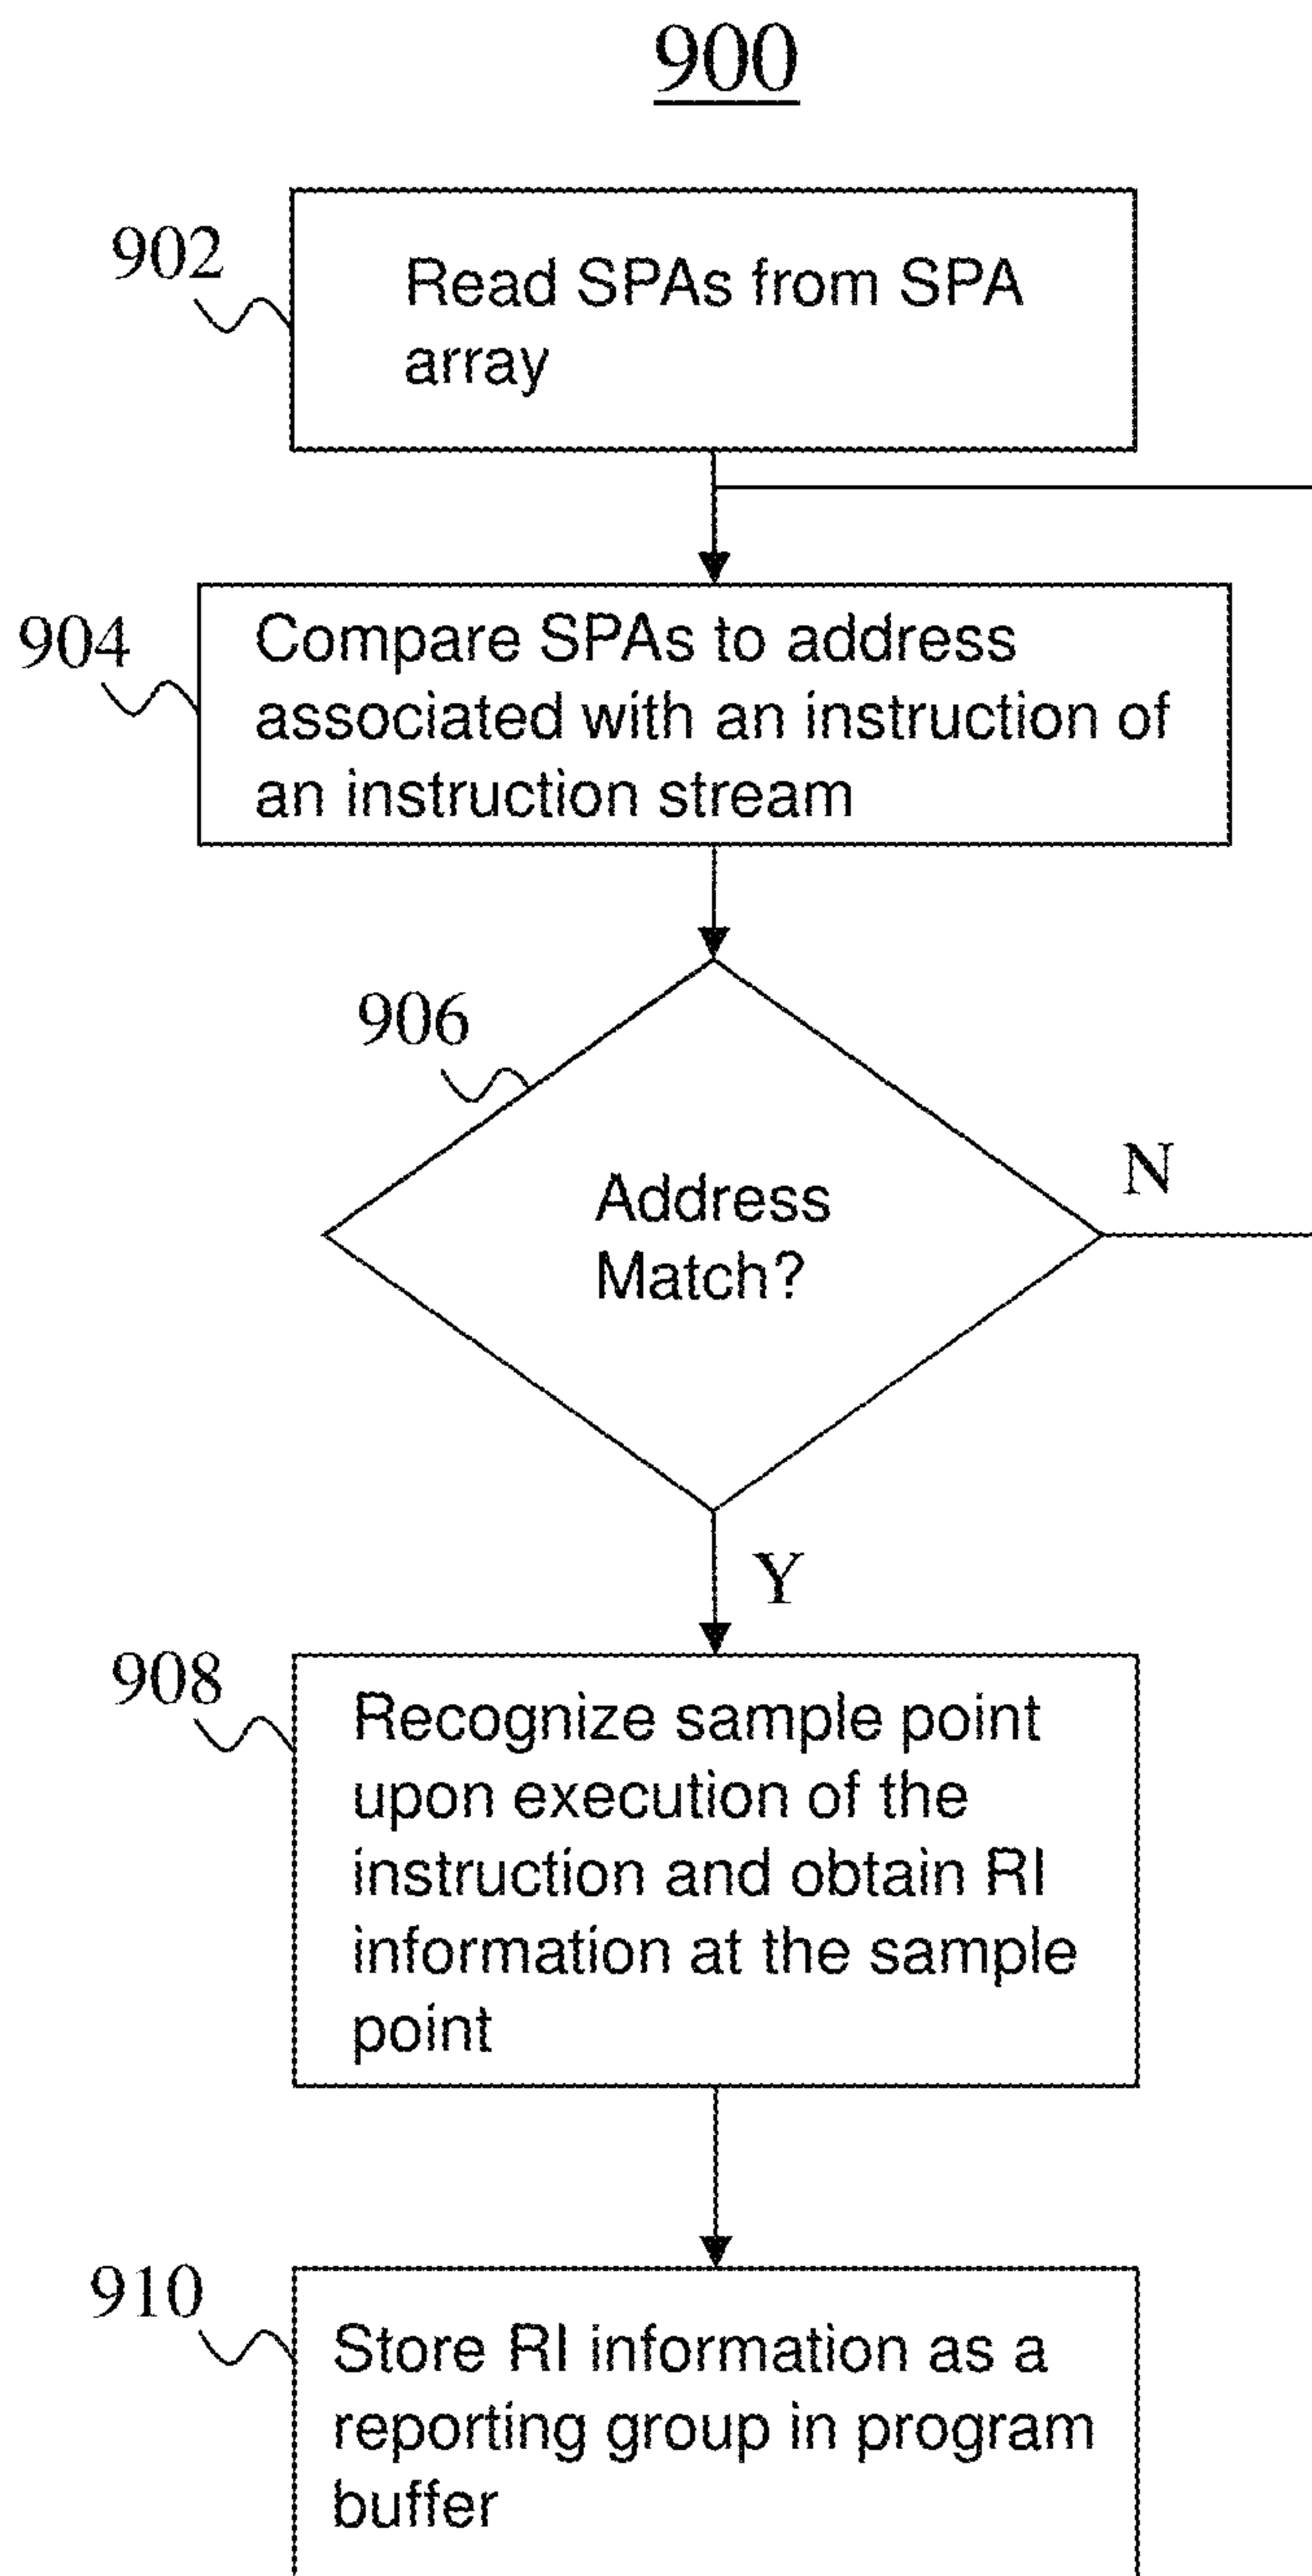 900
902
Read SPAs from SPA
array
904
Compare SPAs to address
associated with an instruction of
an instruction stream
906
Address
Match?
N
Y
908
Recognize sample point
upon execution of the
instruction and obtain RI
information at the sample
point
910
Store RI information as a
reporting group in program
buffer